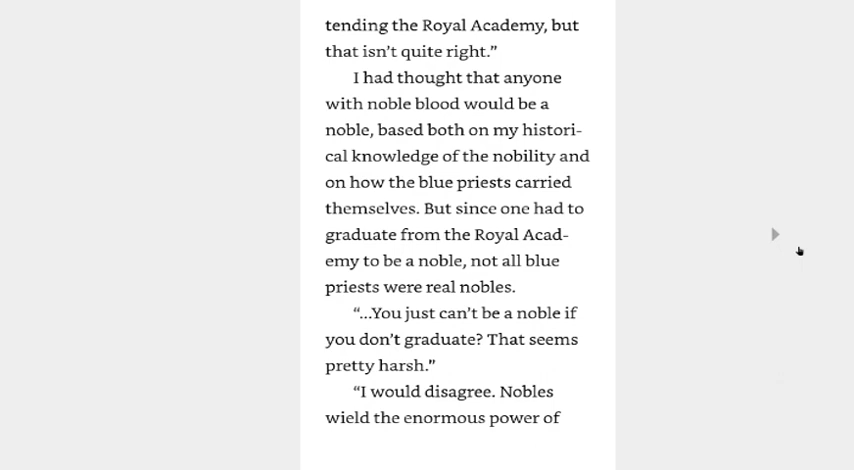 tending the Royal Academy, but
that isn’t quite right.”
I had thought that anyone
with noble blood would be a
noble, based both on my histori-
cal knowledge of the nobility and
on how the blue priests carried
themselves. But since one had to
graduate from the Royal Acad-
emy to be a noble, not all blue
priests were real nobles.
“...You just can’t be a noble if
you don’t graduate? That seems
pretty harsh.”
“I would disagree. Nobles
wield the enormous power of